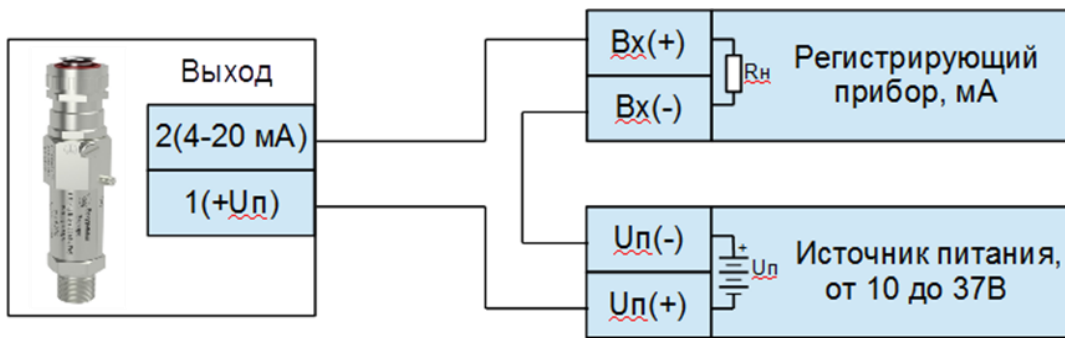 Выход
2(4-20 мА)
1(+Uп)
Вх(+)
Вх(-)
Rн
Регистрирующий
прибор, мА
Uп(-)
Uп(+)
+
Uп
Источник питания,
от 10 до 37В